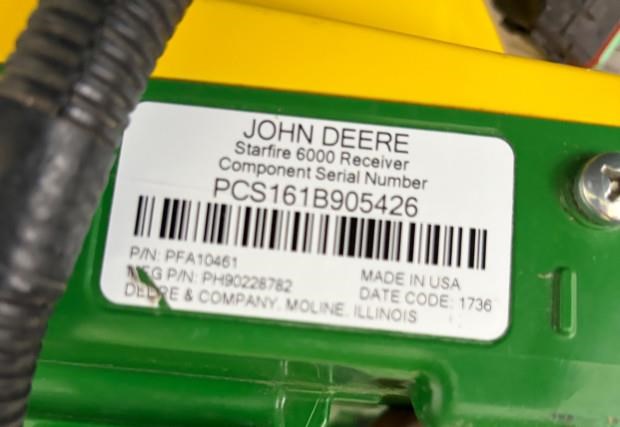 JOHN DEERE
Starfire 6000 Receiver
Component Serial Number
PCS161B905426
P/N: PFA10461
MFG P/N: PH90228782
MADE IN USA
DATE CODE: 1736
DEERE & COMPANY, MOLINE, ILLINOIS